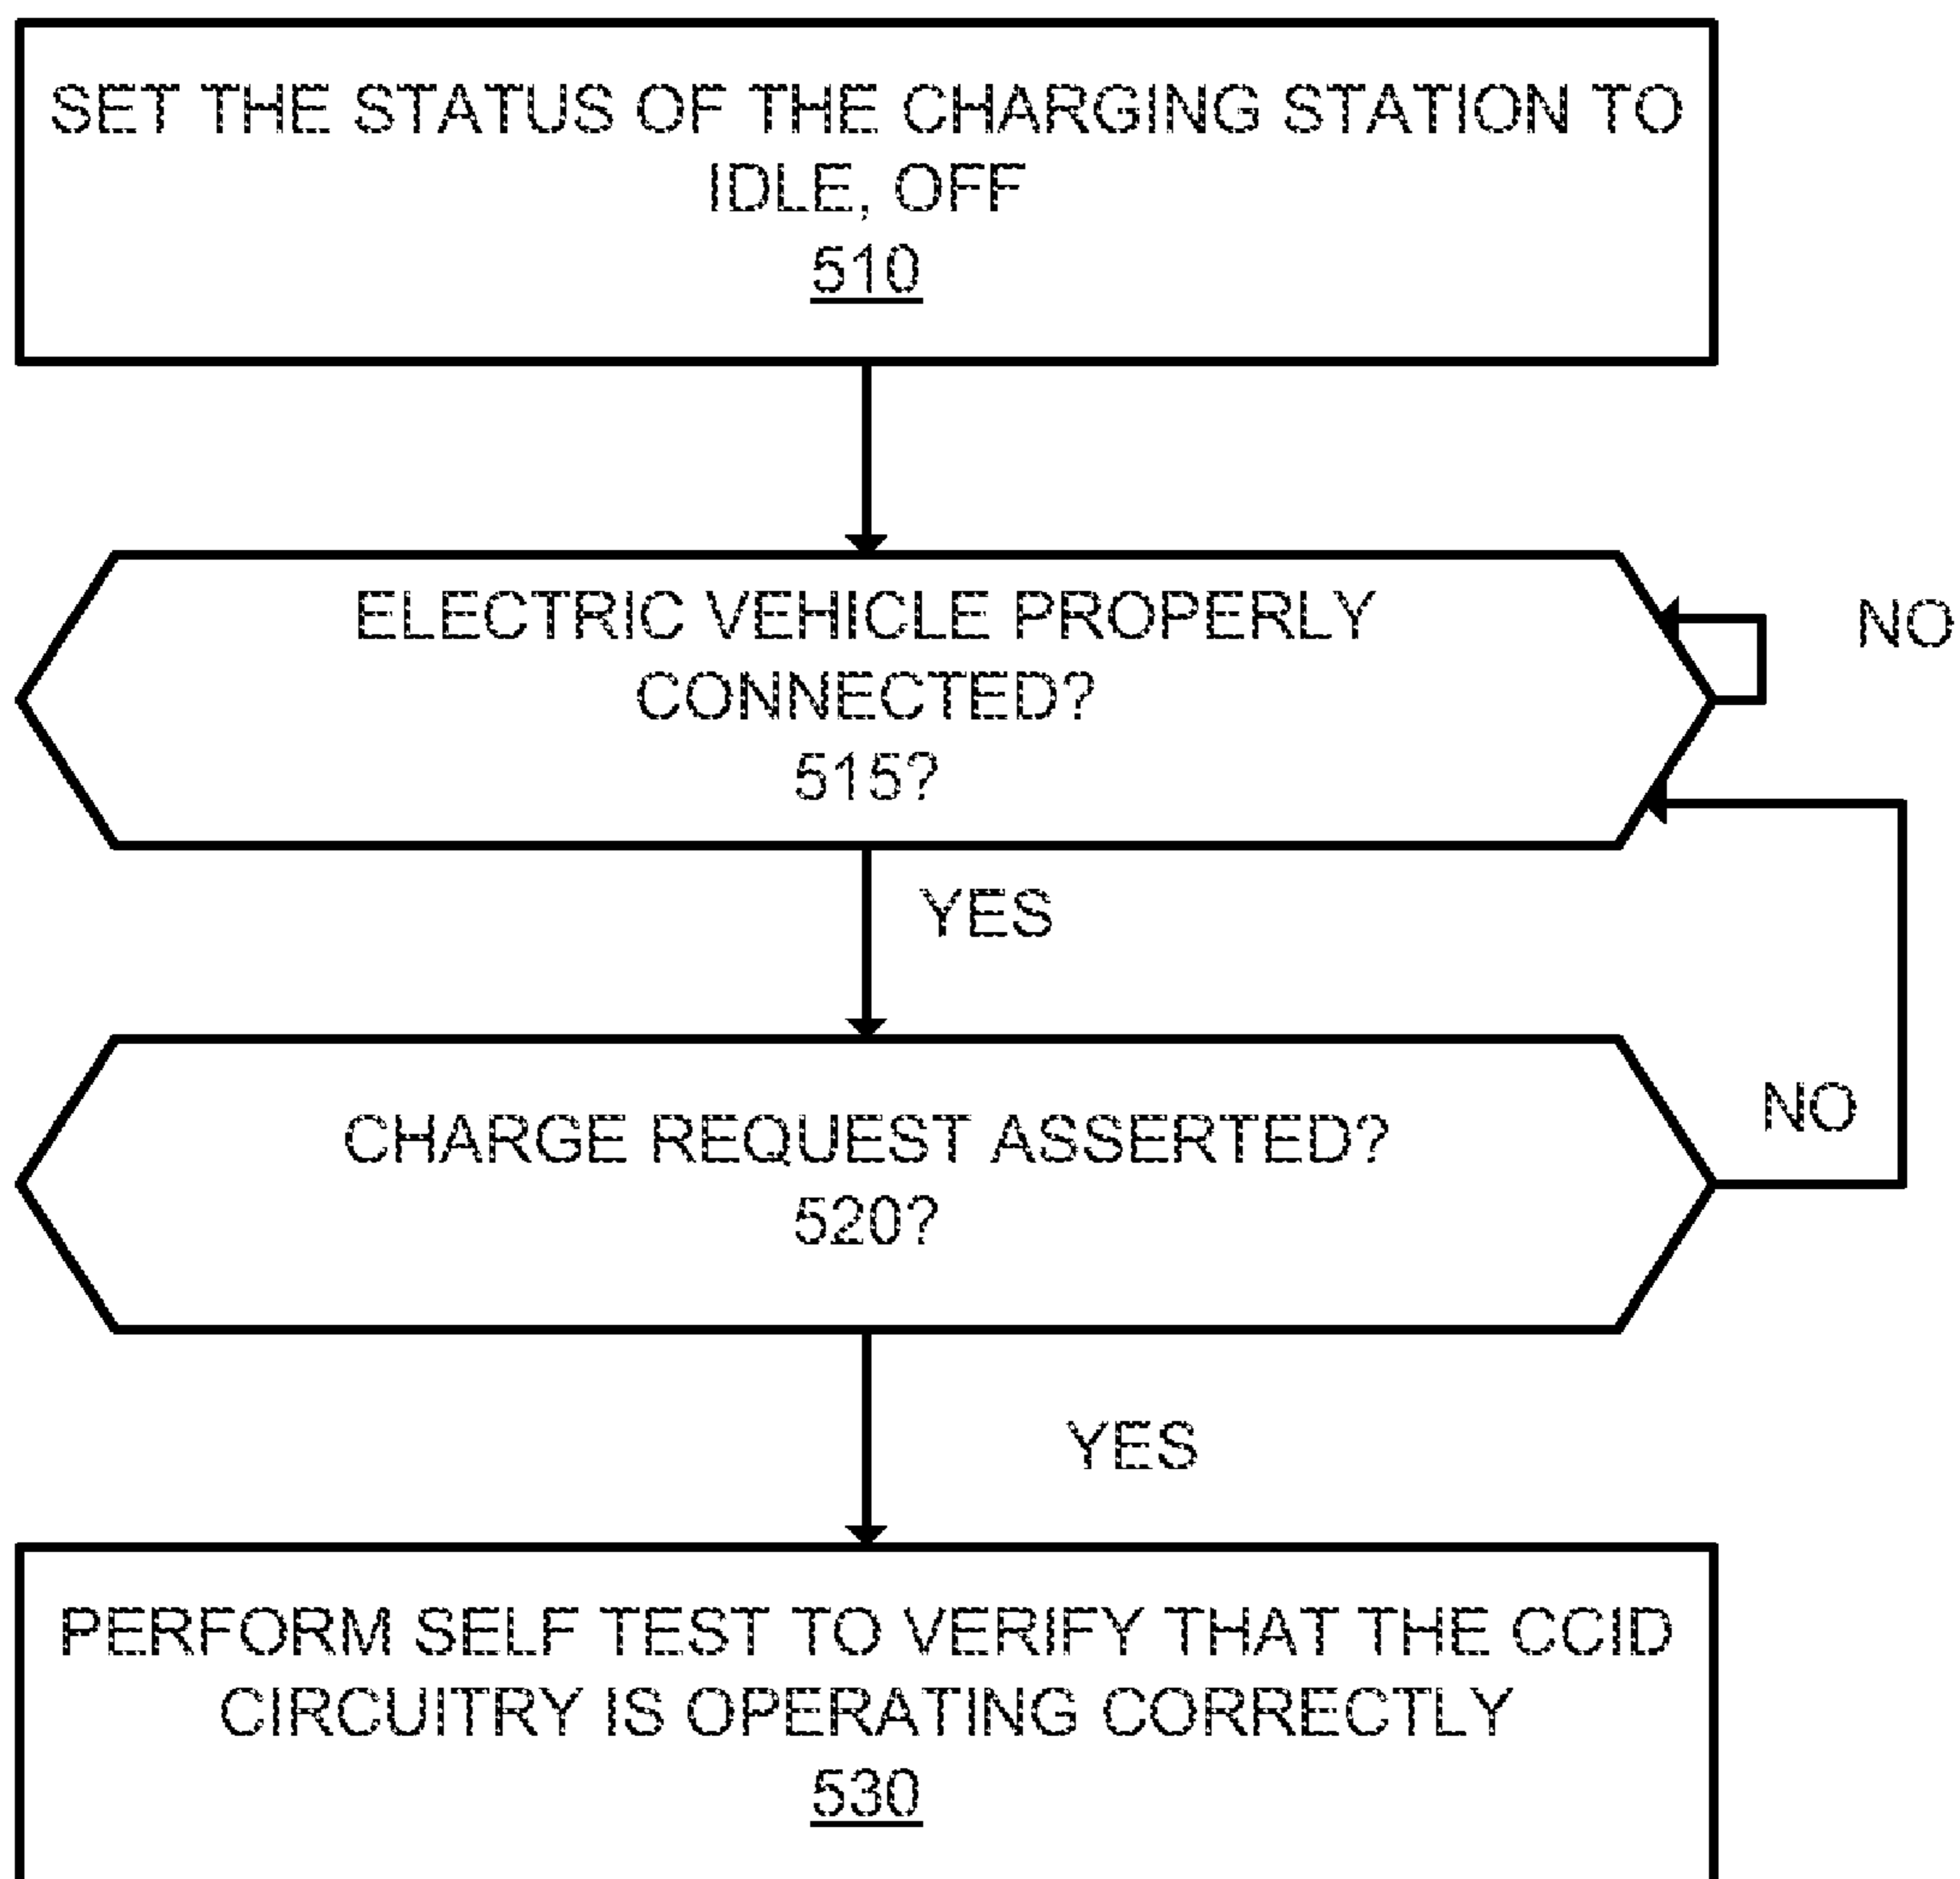 SET THE STATUS OF THE CHARGING STATION TO
IDLE, OFF
510
ELECTRIC VEHICLE PROPERLY
CONNECTED?
515?
NO
YES
CHARGE REQUEST ASSERTED?
520?
NO
YES
PERFORM SELF TEST TO VERIFY THAT THE CCID
CIRCUITRY IS OPERATING CORRECTLY
530